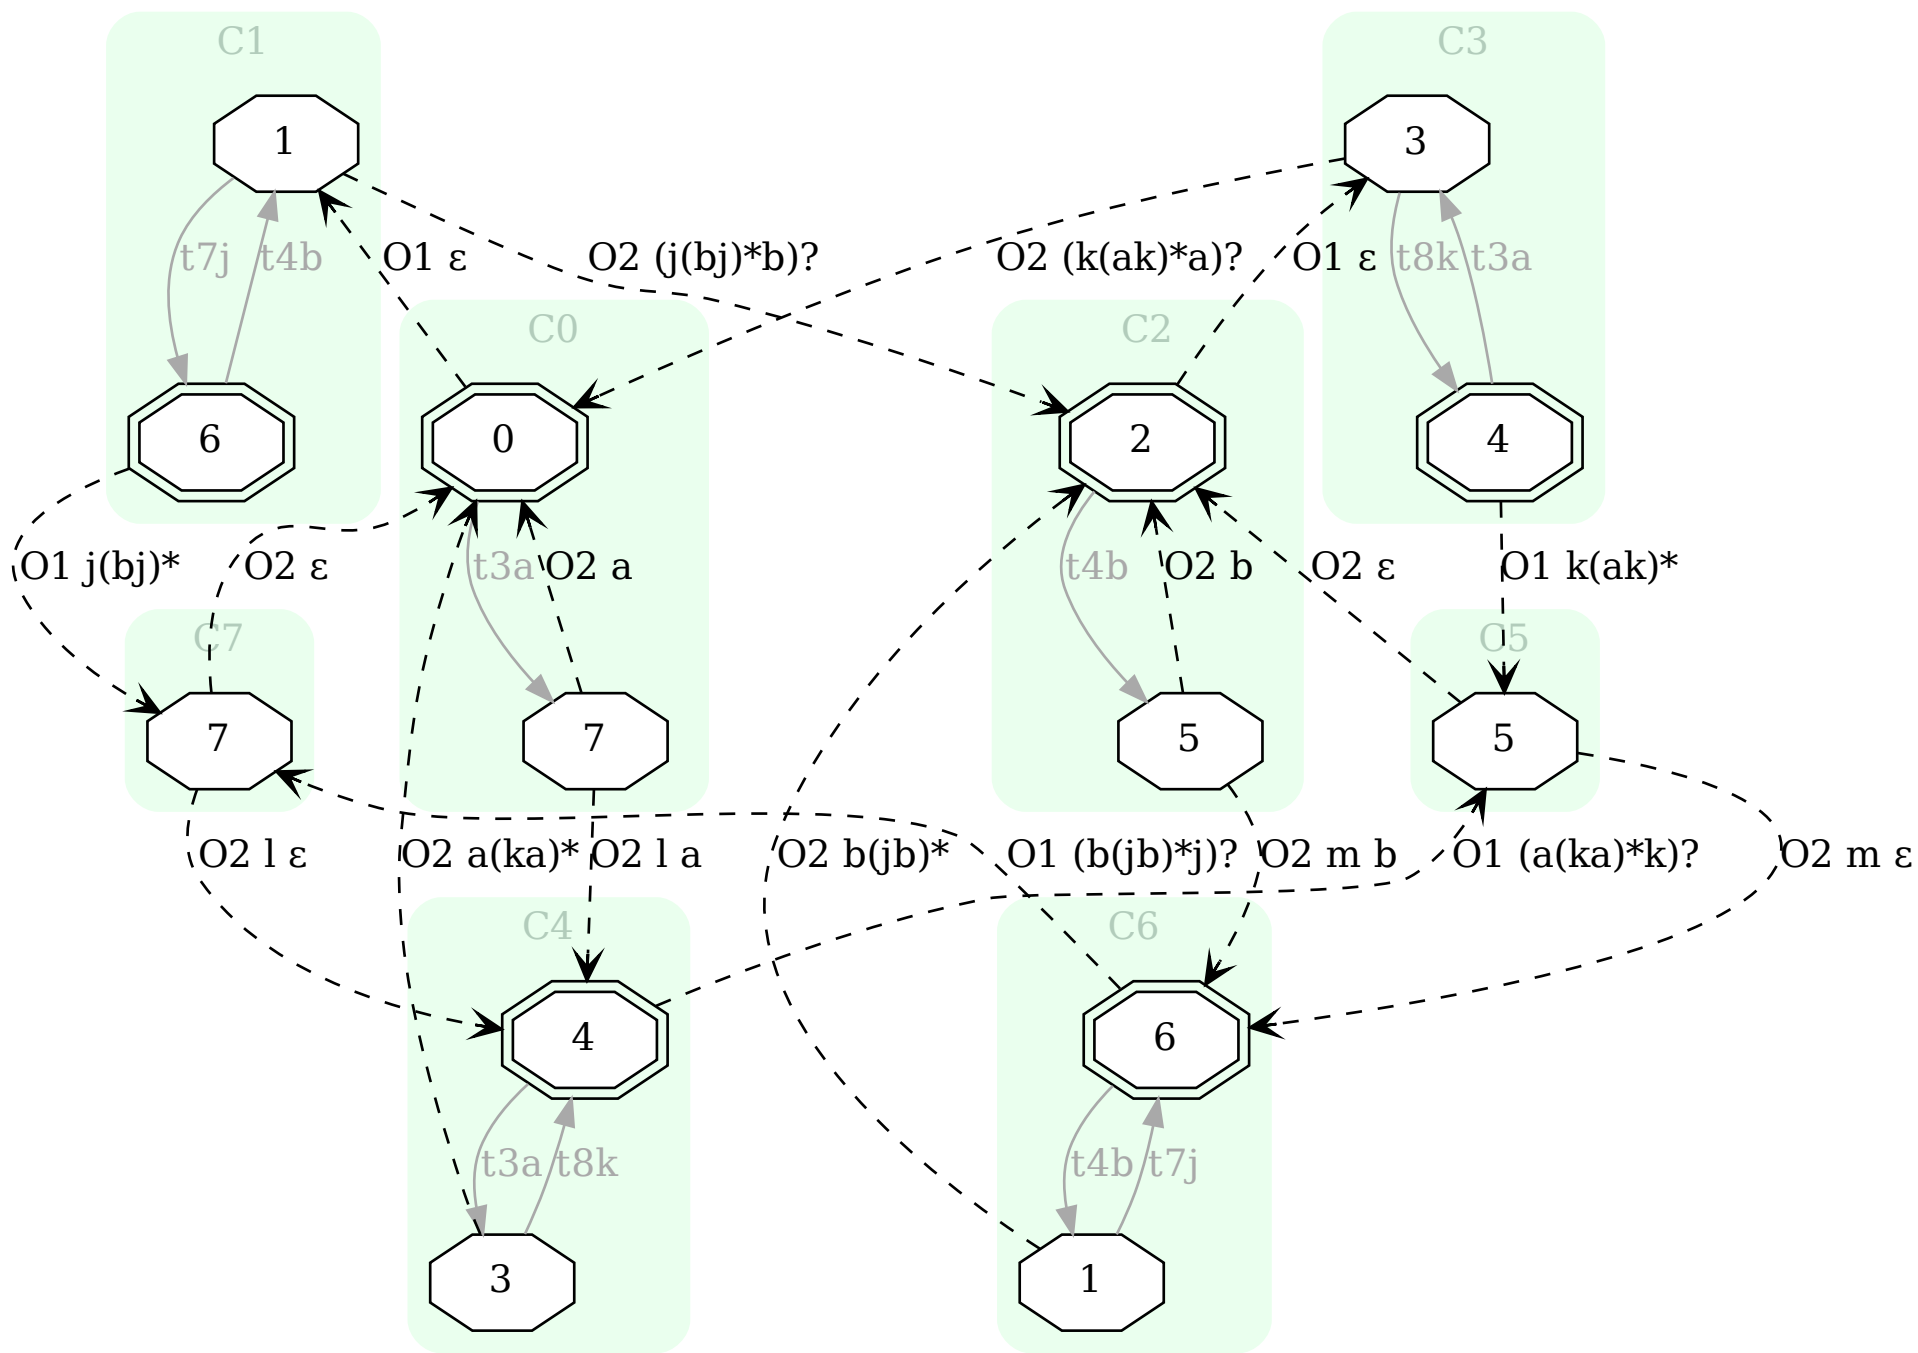 C1
C3
1
3
t7j
t4b
O1 ε
O2 (j(bj)*b)?
O2 (k(ak)*a)?
O1 ε
t8k
t3a
C0
C2
6
0
2
4
O1 j(bj)*
O2 ε
t3a
O2 a
t4b
O2 b
O2 ε
O1 k(ak)*
C7
C5
7
7
5
5
O2 l ε
O2 a(ka)*
O2 l a
O2 b(jb)*
O1 (b(jb)*j)?
O2 m b
O1 (a(ka)*k)?
O2 m ε
C4
C6
4
6
t3a
t8k
t4b
t7j
3
1